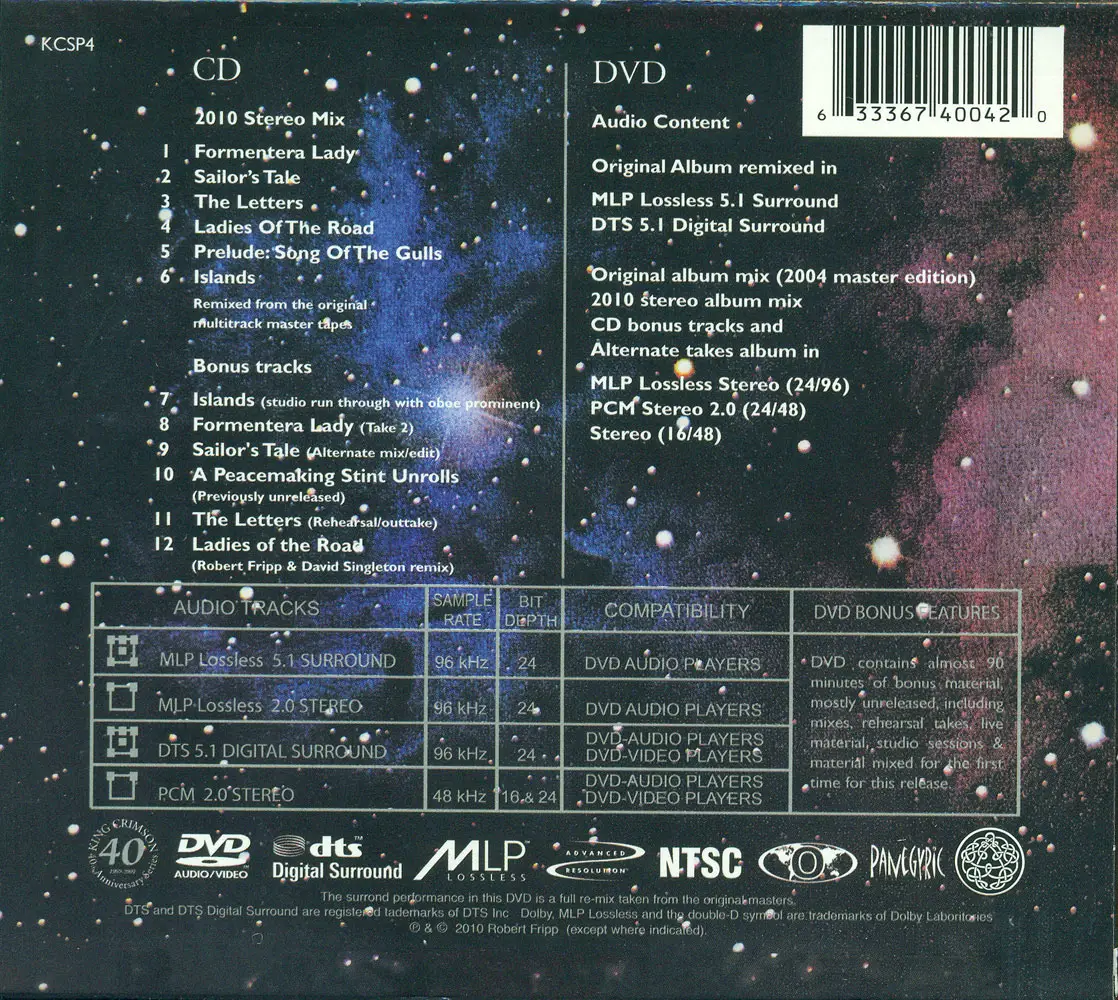 KCSP4
CD
2010 Stereo Mix
1 Formentera Lady
2 Sailor's Tale
3 The Letters
4 Ladies Of The Road
5 Prelude: Song Of The Gulls
6 Islands
Remixed from the original
multitrack master tapes
Bonus tracks
7 Islands (studio run through with oboe prominent)
8 Formentera Lady (Take 2)
9 Sailor's Tale (Alternate mix/edit)
10 A Peacemaking Stint Unrolls
(Previously unreleased)
11 The Letters (Rehearsal/outtake)
12 Ladies of the Road
(Robert Fripp & David Singleton remix)
DVD
Audio Content
Original Album remixed in
MLP Lossless 5.1 Surround
DTS 5.1 Digital Surround
Original album mix (2004 master edition)
2010 stereo album mix
CD bonus tracks and
Alternate takes album in
MLP Lossless Stereo (24/96)
PCM Stereo 2.0 (24/48)
Stereo (16/48)
6 33367 40042 0
AUDIO TRACKS SAMPLE RATE BIT DEPTH COMPATIBILITY DVD BONUS FEATURES
MLP Lossless 5.1 SURROUND 96 kHz 24 DVD AUDIO PLAYERS
MLP Lossless 2.0 STEREO 96 kHz 24 DVD AUDIO PLAYERS
DTS 5.1 DIGITAL SURROUND 96 kHz 24 DVD-AUDIO PLAYERS
DVD-VIDEO PLAYERS
PCM 2.0 STEREO 48 kHz 16 & 24 DVD-AUDIO PLAYERS
DVD-VIDEO PLAYERS
DVD contains almost 90
minutes of bonus material,
mostly unreleased, including
mixes, rehearsal takes, live
material, studio sessions &
material mixed for the first
time for this release.
KING CRIMSON
40
40th Anniversary Series
DVD
AUDIO/VIDEO
dts™
Digital Surround
MLP™
LOSSLESS
ADVANCED
RESOLUTION
NTSC
O
PANEGYRIC
The surrond performance in this DVD is a full re-mix taken from the original masters.
DTS and DTS Digital Surround are registered tademarks of DTS Inc Dolby, MLP Lossless and the double-D symbol are trademarks of Dolby Laboritories
℗ & © 2010 Robert Fripp (except where indicated).